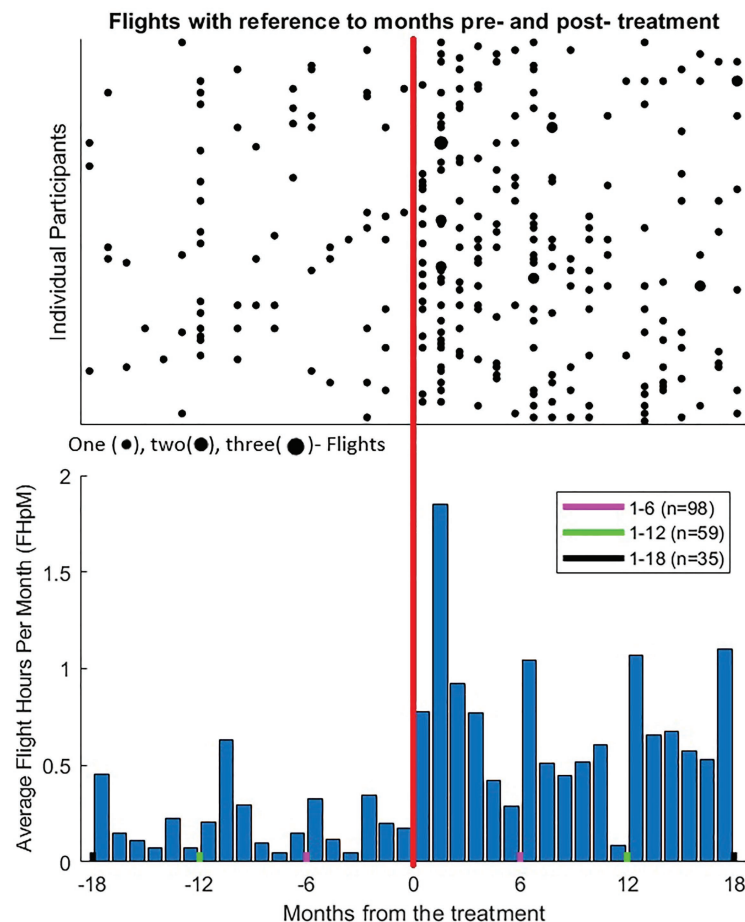 Flights with reference to months pre- and post- treatment
Individual Participants
One (●), two(●), three(●)- Flights
Average Flight Hours Per Month (FHpM)
2
1.5
1
0.5
0
1-6 (n=98)
1-12 (n=59)
1-18 (n=35)
-18 -12 -6 0 6 12 18
Months from the treatment